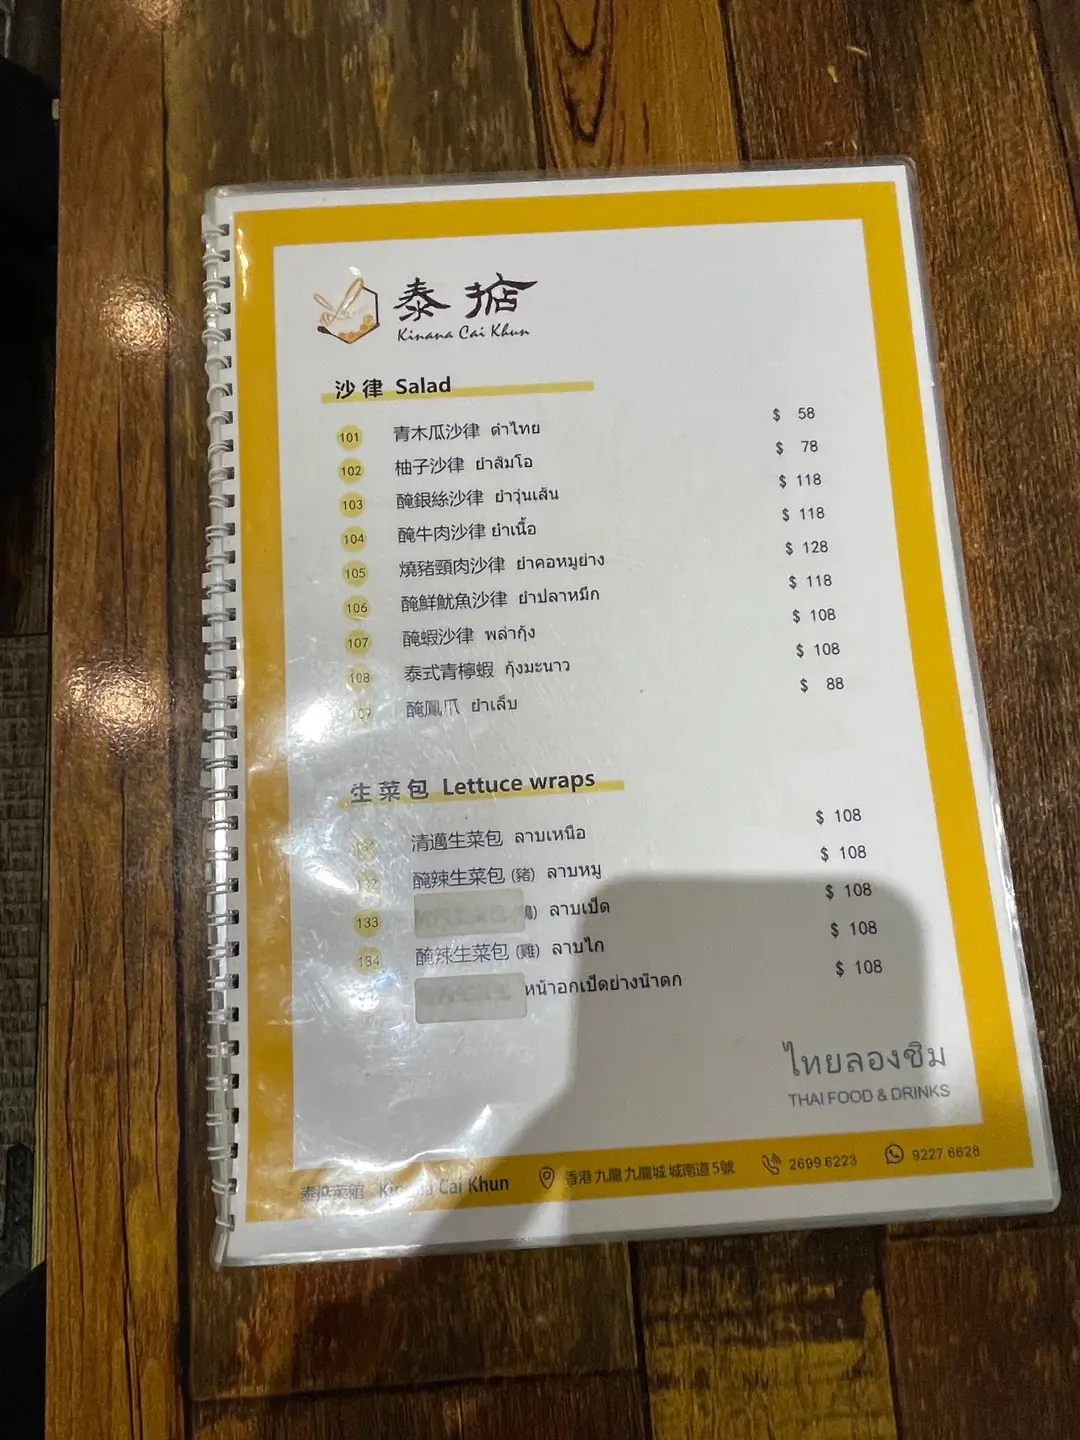 泰掂
Kinana Cai Khun
沙律 Salad
101 青木瓜沙律 ตำไทย $ 58
102 柚子沙律 ยำส้มโอ $ 78
103 醃銀絲沙律 ยำวุ่นเส้น $ 118
104 醃牛肉沙律 ยำเนื้อ $ 118
105 燒豬頸肉沙律 ยำคอหมูย่าง $ 128
106 醃鮮魷魚沙律 ยำปลาหมึก $ 118
107 醃蝦沙律 พล่ากุ้ง $ 108
108 泰式青檸蝦 กุ้งมะนาว $ 108
109 醃鳳爪 ยำเล็บ $ 88
生菜包 Lettuce wraps
清邁生菜包 ลาบเหนือ $ 108
132 醃辣生菜包 (豬) ลาบหมู $ 108
133 ลาบเป็ด $ 108
134 醃辣生菜包 (雞) ลาบไก่ $ 108
หน้าอกเป็ดย่างน้ำตก $ 108
ไทยลองชิม
THAI FOOD & DRINKS
泰掂菜館 Kinana Cai Khun 香港九龍九龍城城南道5號 2699 6223 9227 6628